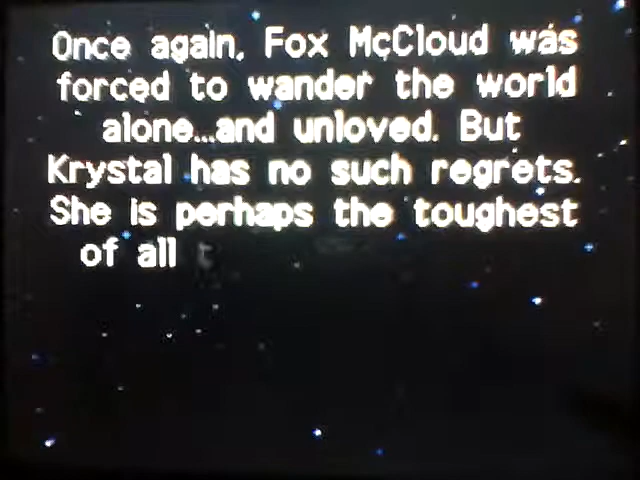 Once again, Fox McCloud was
forced to wander the world
alone...and unloved. But
Krystal has no such regrets.
She is perhaps the toughest
of all t